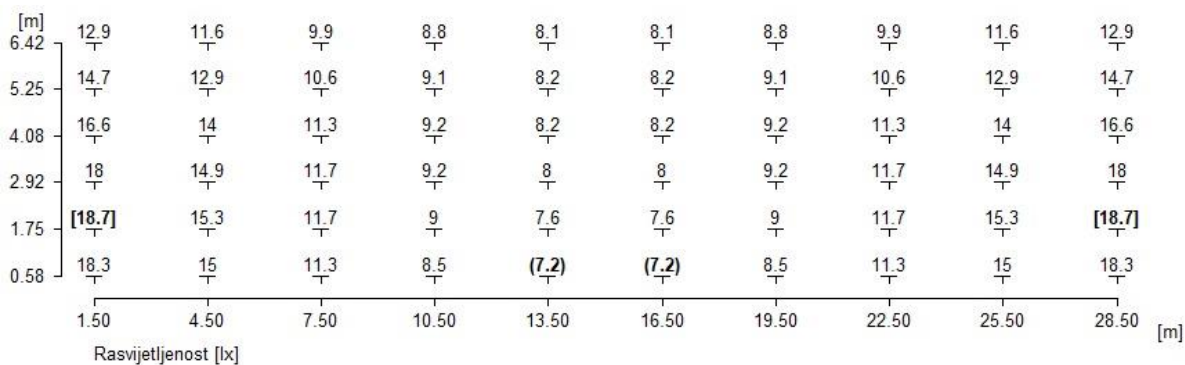 [m]
6.42 12.9 11.6 9.9 8.8 8.1 8.1 8.8 9.9 11.6 12.9
5.25 14.7 12.9 10.6 9.1 8.2 8.2 9.1 10.6 12.9 14.7
4.08 16.6 14 11.3 9.2 8.2 8.2 9.2 11.3 14 16.6
2.92 18 14.9 11.7 9.2 8 8 9.2 11.7 14.9 18
1.75 [18.7] 15.3 11.7 9 7.6 7.6 9 11.7 15.3 [18.7]
0.58 18.3 15 11.3 8.5 (7.2) (7.2) 8.5 11.3 15 18.3
1.50 4.50 7.50 10.50 13.50 16.50 19.50 22.50 25.50 28.50 [m]
Rasvijetljenost [lx]